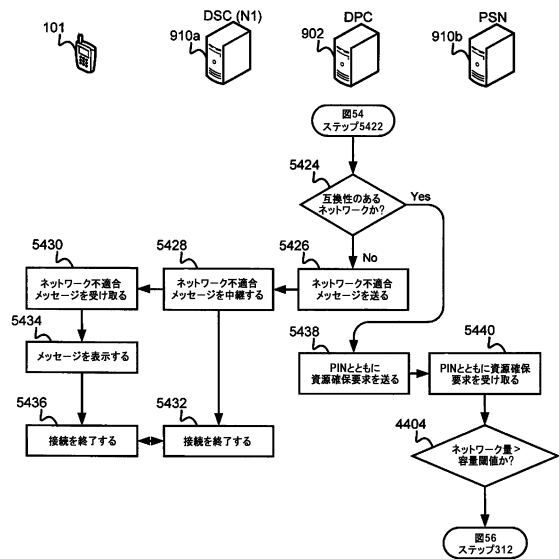 101
DSC (N1)
910a
DPC
902
PSN
910b
図54
ステップ5422
5424
互換性のある
ネットワークか?
Yes
No
5430
ネットワーク不適合
メッセージを受け取る
5428
ネットワーク不適合
メッセージを中継する
5426
ネットワーク不適合
メッセージを送る
5434
メッセージを表示する
5438
PINとともに
資源確保要求を送る
5440
PINとともに資源確保
要求を受け取る
5436
接続を終了する
5432
接続を終了する
4404
ネットワーク量>
容量閾値か?
図56
ステップ312